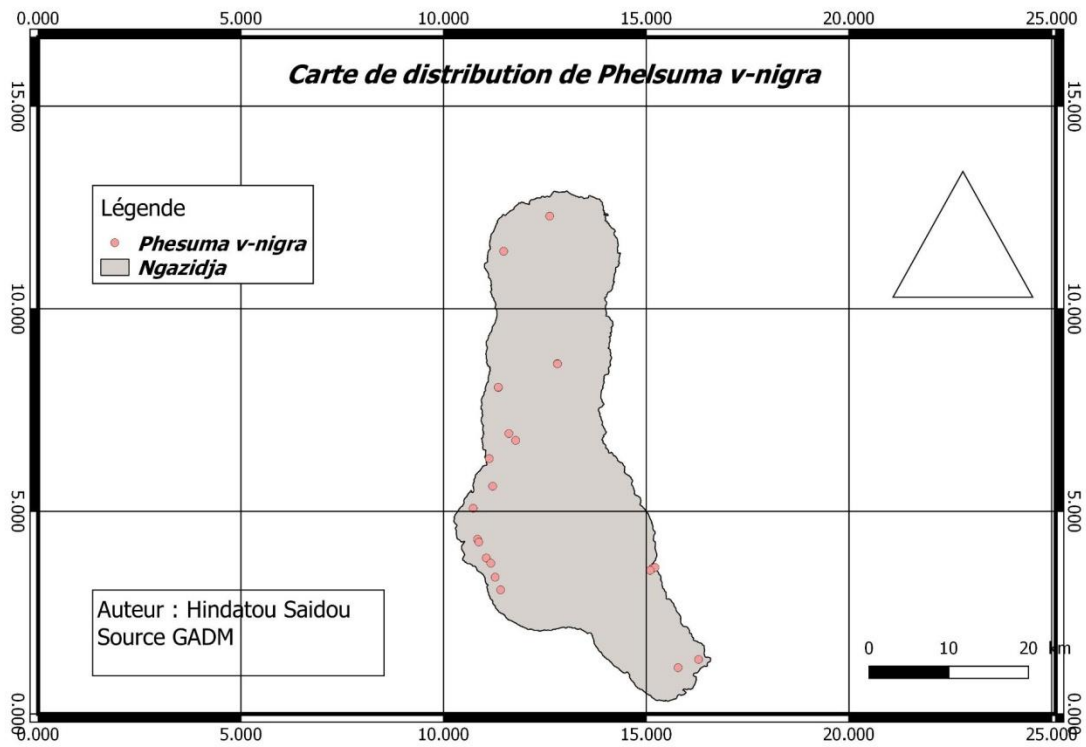 0.000 5.000 10.000 15.000 20.000 25.000
Carte de distribution de Phelsuma v-nigra
15.000 15.000
Légende
Phesuma v-nigra
Ngazidja
10.000 10.000
5.000 5.000
Auteur : Hindatou Saidou
Source GADM
0 10 20 km
0.000 0.000
0.000 5.000 10.000 15.000 20.000 25.000